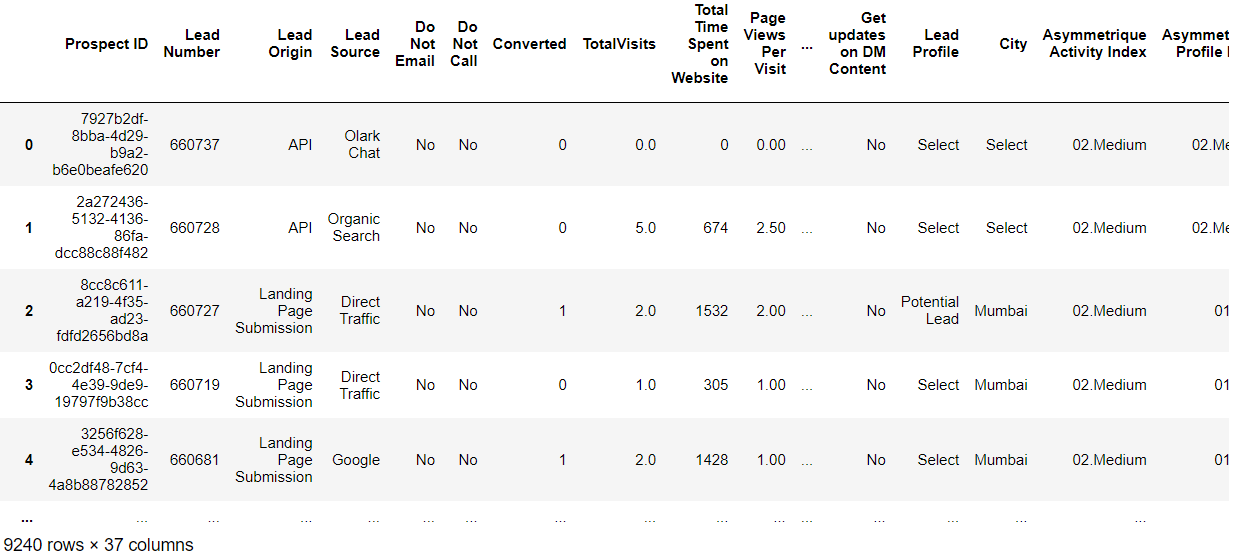 Prospect ID Lead Number Lead Origin Lead Source Do Not Email Do Not Call Converted TotalVisits Total Time Spent on Website Page Views Per Visit ... Get updates on DM Content Lead Profile City Asymmetrique Activity Index Asymmet Profile I
0 7927b2df-8bba-4d29-b9a2-b6e0beafe620 660737 API Olark Chat No No 0 0.0 0 0.00 ... No Select Select 02.Medium 02.Me
1 2a272436-5132-4136-86fa-dcc88c88f482 660728 API Organic Search No No 0 5.0 674 2.50 ... No Select Select 02.Medium 02.Me
2 8cc8c611-a219-4f35-ad23-fdfd2656bd8a 660727 Landing Page Submission Direct Traffic No No 1 2.0 1532 2.00 ... No Potential Lead Mumbai 02.Medium 01
3 0cc2df48-7cf4-4e39-9de9-19797f9b38cc 660719 Landing Page Submission Direct Traffic No No 0 1.0 305 1.00 ... No Select Mumbai 02.Medium 01
4 3256f628-e534-4826-9d63-4a8b88782852 660681 Landing Page Submission Google No No 1 2.0 1428 1.00 ... No Select Mumbai 02.Medium 01
... ... ... ... ... ... ... ... ... ... ... ... ... ... ... ...
9240 rows × 37 columns